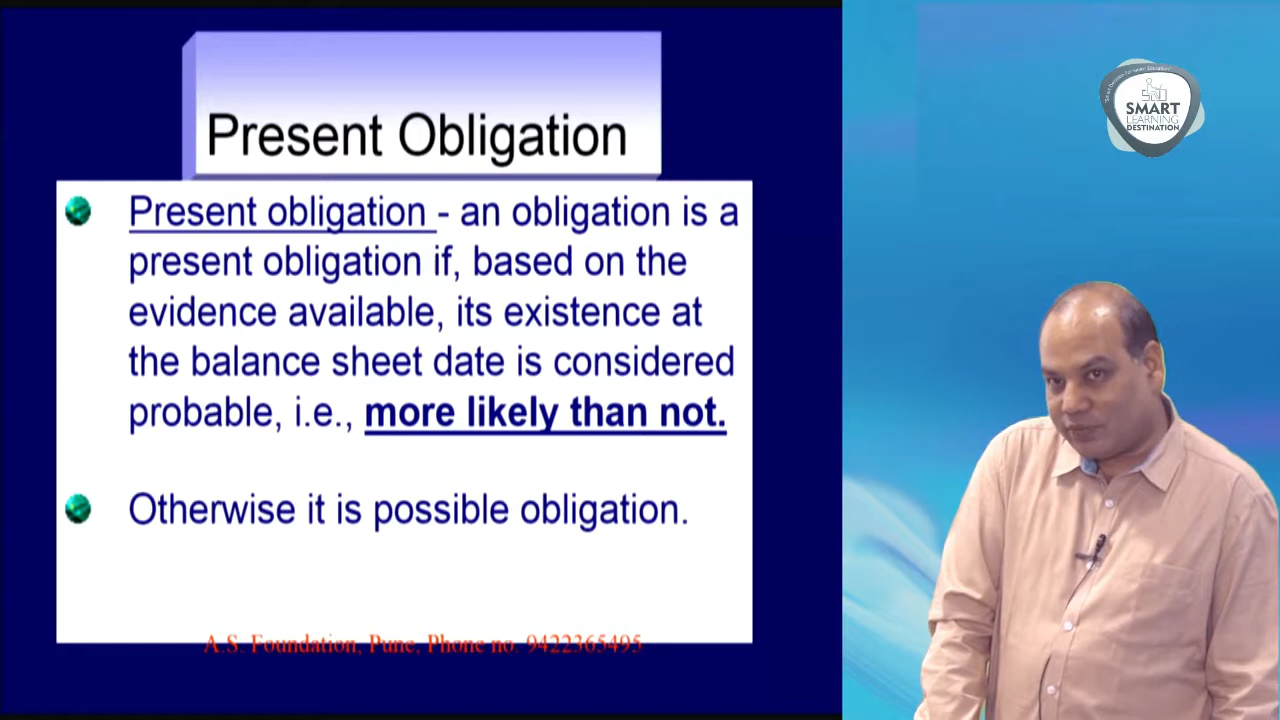 Present Obligation
Present obligation - an obligation is a
present obligation if, based on the
evidence available, its existence at
the balance sheet date is considered
probable, i.e., more likely than not.
Otherwise it is possible obligation.
A.S. Foundation, Pune, Phone no. 9422365495
SMART
LEARNING
DESTINATION